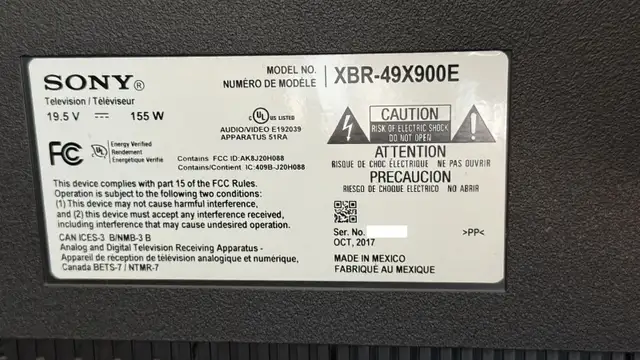 SONY®
Television / Téléviseur
19.5 V ⎓ 155 W
MODEL NO.
NUMÉRO DE MODÈLE
XBR-49X900E
FC
Energy Verified
Rendement
Énergétique Vérifié
c UL US LISTED
AUDIO/VIDEO E192039
APPARATUS 51RA
Contains FCC ID:AK8J20H088
Contains/Contient IC:409B-J20H088
This device complies with part 15 of the FCC Rules.
Operation is subject to the following two conditions:
(1) This device may not cause harmful interference,
and (2) this device must accept any interference received,
including interference that may cause undesired operation.
CAN ICES-3 B/NMB-3 B
Analog and Digital Television Receiving Apparatus -
Appareil de réception de télévision analogique et numérique,
Canada BETS-7 / NTMR-7
CAUTION
RISK OF ELECTRIC SHOCK
DO NOT OPEN
ATTENTION
RISQUE DE CHOC ÉLECTRIQUE NE PAS OUVRIR
PRECAUCION
RIESGO DE CHOQUE ELECTRICO NO ABRIR
Ser. No.
OCT, 2017
>PP<
MADE IN MEXICO
FABRIQUÉ AU MEXIQUE